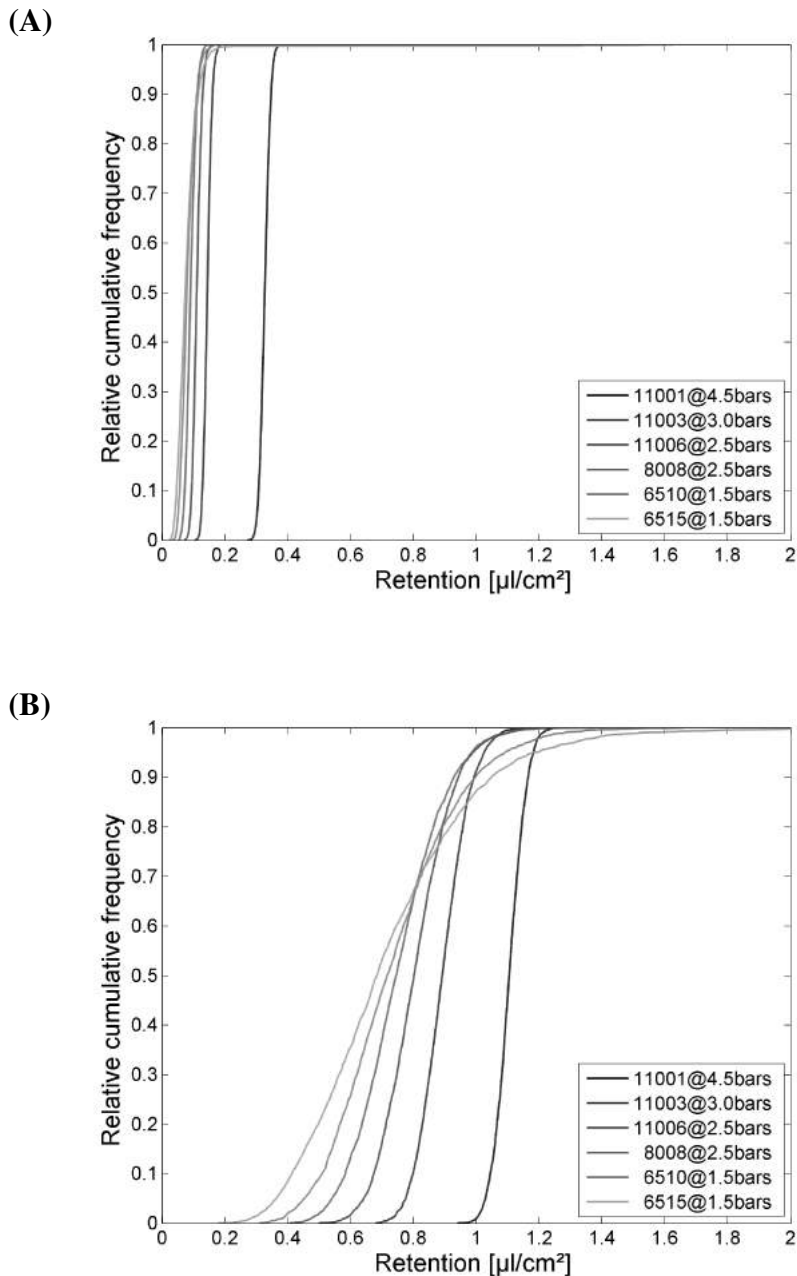 (A)
1
0.9
0.8
0.7
0.6
0.5
0.4
0.3
0.2
0.1
0
Relative cumulative frequency
11001@4.5bars
11003@3.0bars
11006@2.5bars
8008@2.5bars
6510@1.5bars
6515@1.5bars
0 0.2 0.4 0.6 0.8 1 1.2 1.4 1.6 1.8 2
Retention [µl/cm²]
(B)
1
0.9
0.8
0.7
0.6
0.5
0.4
0.3
0.2
0.1
0
Relative cumulative frequency
11001@4.5bars
11003@3.0bars
11006@2.5bars
8008@2.5bars
6510@1.5bars
6515@1.5bars
0 0.2 0.4 0.6 0.8 1 1.2 1.4 1.6 1.8 2
Retention [µl/cm²]